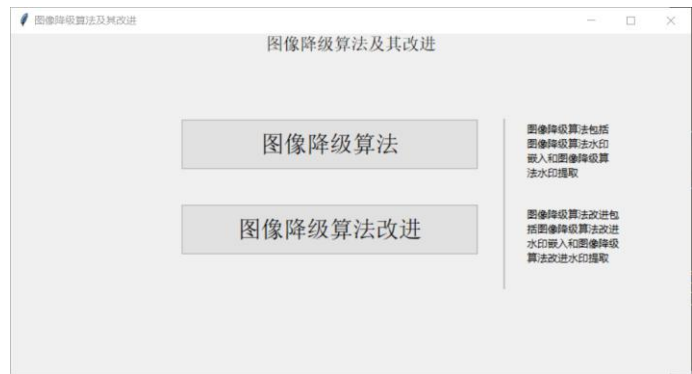 图像降级算法及其改进
图像降级算法及其改进
图像降级算法
图像降级算法包括
图像降级算法水印
嵌入和图像降级算
法水印提取
图像降级算法改进
图像降级算法改进包
括图像降级算法改进
水印嵌入和图像降级
算法改进水印提取